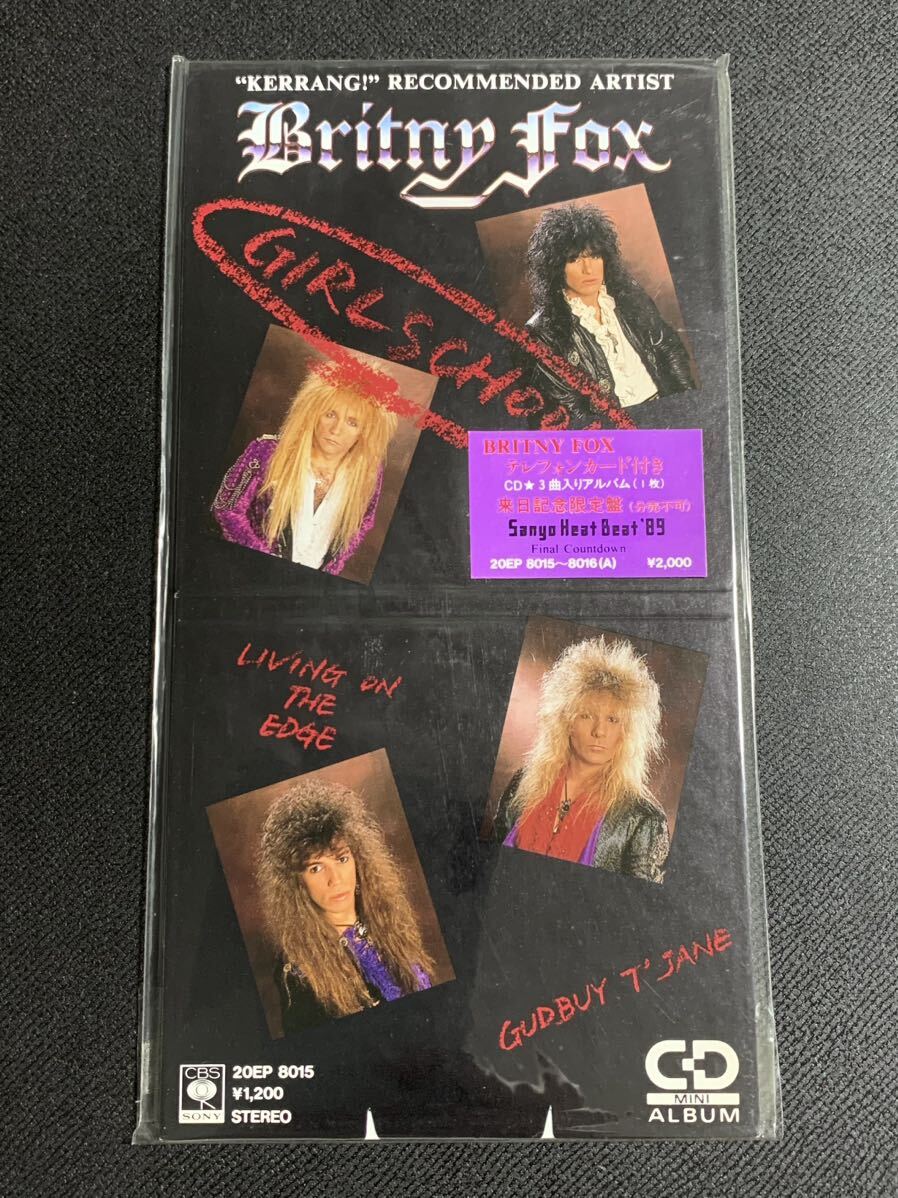 “KERRANG!” RECOMMENDED ARTIST
Britny Fox
GIRLSCHOO
BRITNY FOX
テレフォンカード付き
CD★3曲入りアルバム(1枚)
来日記念限定盤(分売不可)
Sanyo Heat Beat '89
Final Countdown
20EP 8015〜8016(A) ¥2,000
LIVING ON
THE
EDGE
GUDBUY T' JANE
CBS
SONY
20EP 8015
¥1,200
STEREO
CD
MINI
ALBUM